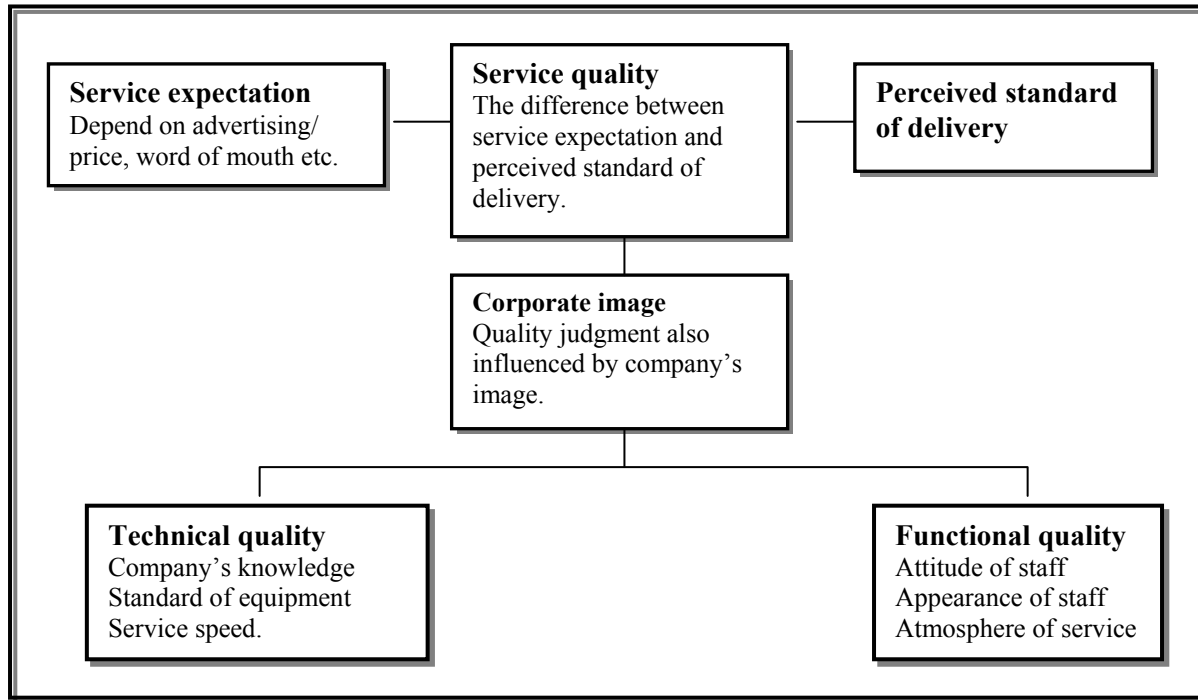 Service expectation
Depend on advertising/
price, word of mouth etc.
Service quality
The difference between
service expectation and
perceived standard of
delivery.
Perceived standard
of delivery
Corporate image
Quality judgment also
influenced by company’s
image.
Technical quality
Company’s knowledge
Standard of equipment
Service speed.
Functional quality
Attitude of staff
Appearance of staff
Atmosphere of service